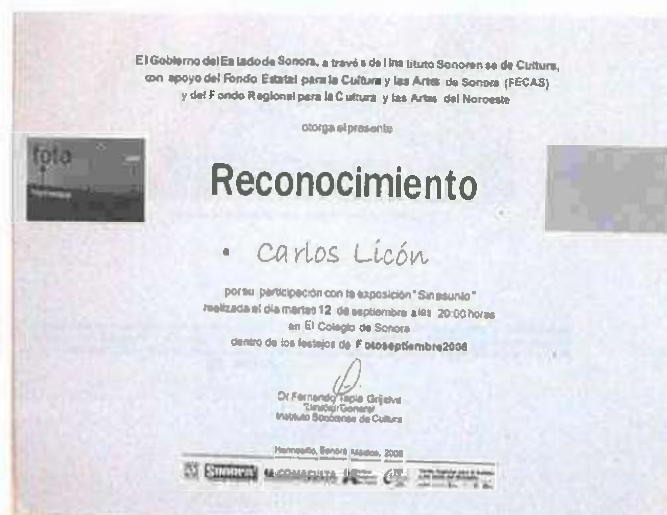 El Gobierno del Estado de Sonora, a través del Instituto Sonorense de Cultura,
con apoyo del Fondo Estatal para la Cultura y las Artes de Sonora (FECAS)
y del Fondo Regional para la Cultura y las Artes del Noroeste
otorga el presente
foto
Reconocimiento
Carlos Licón
por su participación con la exposición "Sin asunto"
realizada el día martes 12 de septiembre a las 20:00 horas
en El Colegio de Sonora
dentro de los festejos de Fotoseptiembre2006
Dr. Fernando Tapia Grijalva
Director General
Instituto Sonorense de Cultura
Hermosillo, Sonora, México, 2006
Sonora CONACULTA